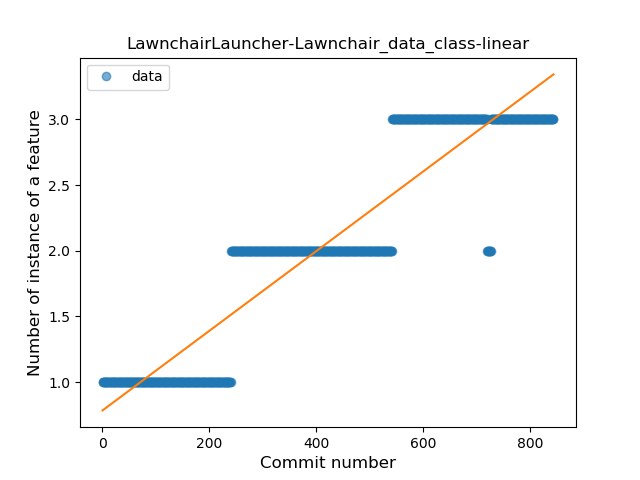 LawnchairLauncher-Lawnchair_data_class-linear
data
Number of instance of a feature
3.0
2.5
2.0
1.5
1.0
0
200
400
600
800
Commit number